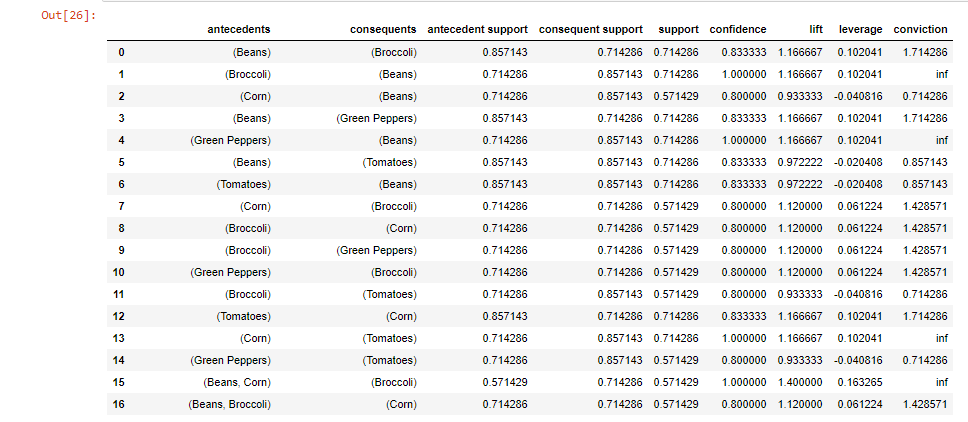 Out[26]:
antecedents consequents antecedent support consequent support support confidence lift leverage conviction
0 (Beans) (Broccoli) 0.857143 0.714286 0.714286 0.833333 1.166667 0.102041 1.714286
1 (Broccoli) (Beans) 0.714286 0.857143 0.714286 1.000000 1.166667 0.102041 inf
2 (Corn) (Beans) 0.714286 0.857143 0.571429 0.800000 0.933333 -0.040816 0.714286
3 (Beans) (Green Peppers) 0.857143 0.714286 0.714286 0.833333 1.166667 0.102041 1.714286
4 (Green Peppers) (Beans) 0.714286 0.857143 0.714286 1.000000 1.166667 0.102041 inf
5 (Beans) (Tomatoes) 0.857143 0.857143 0.714286 0.833333 0.972222 -0.020408 0.857143
6 (Tomatoes) (Beans) 0.857143 0.857143 0.714286 0.833333 0.972222 -0.020408 0.857143
7 (Corn) (Broccoli) 0.714286 0.714286 0.571429 0.800000 1.120000 0.061224 1.428571
8 (Broccoli) (Corn) 0.714286 0.714286 0.571429 0.800000 1.120000 0.061224 1.428571
9 (Broccoli) (Green Peppers) 0.714286 0.714286 0.571429 0.800000 1.120000 0.061224 1.428571
10 (Green Peppers) (Broccoli) 0.714286 0.714286 0.571429 0.800000 1.120000 0.061224 1.428571
11 (Broccoli) (Tomatoes) 0.714286 0.857143 0.571429 0.800000 0.933333 -0.040816 0.714286
12 (Tomatoes) (Corn) 0.857143 0.714286 0.714286 0.833333 1.166667 0.102041 1.714286
13 (Corn) (Tomatoes) 0.714286 0.857143 0.714286 1.000000 1.166667 0.102041 inf
14 (Green Peppers) (Tomatoes) 0.714286 0.857143 0.571429 0.800000 0.933333 -0.040816 0.714286
15 (Beans, Corn) (Broccoli) 0.571429 0.714286 0.571429 1.000000 1.400000 0.163265 inf
16 (Beans, Broccoli) (Corn) 0.714286 0.714286 0.571429 0.800000 1.120000 0.061224 1.428571